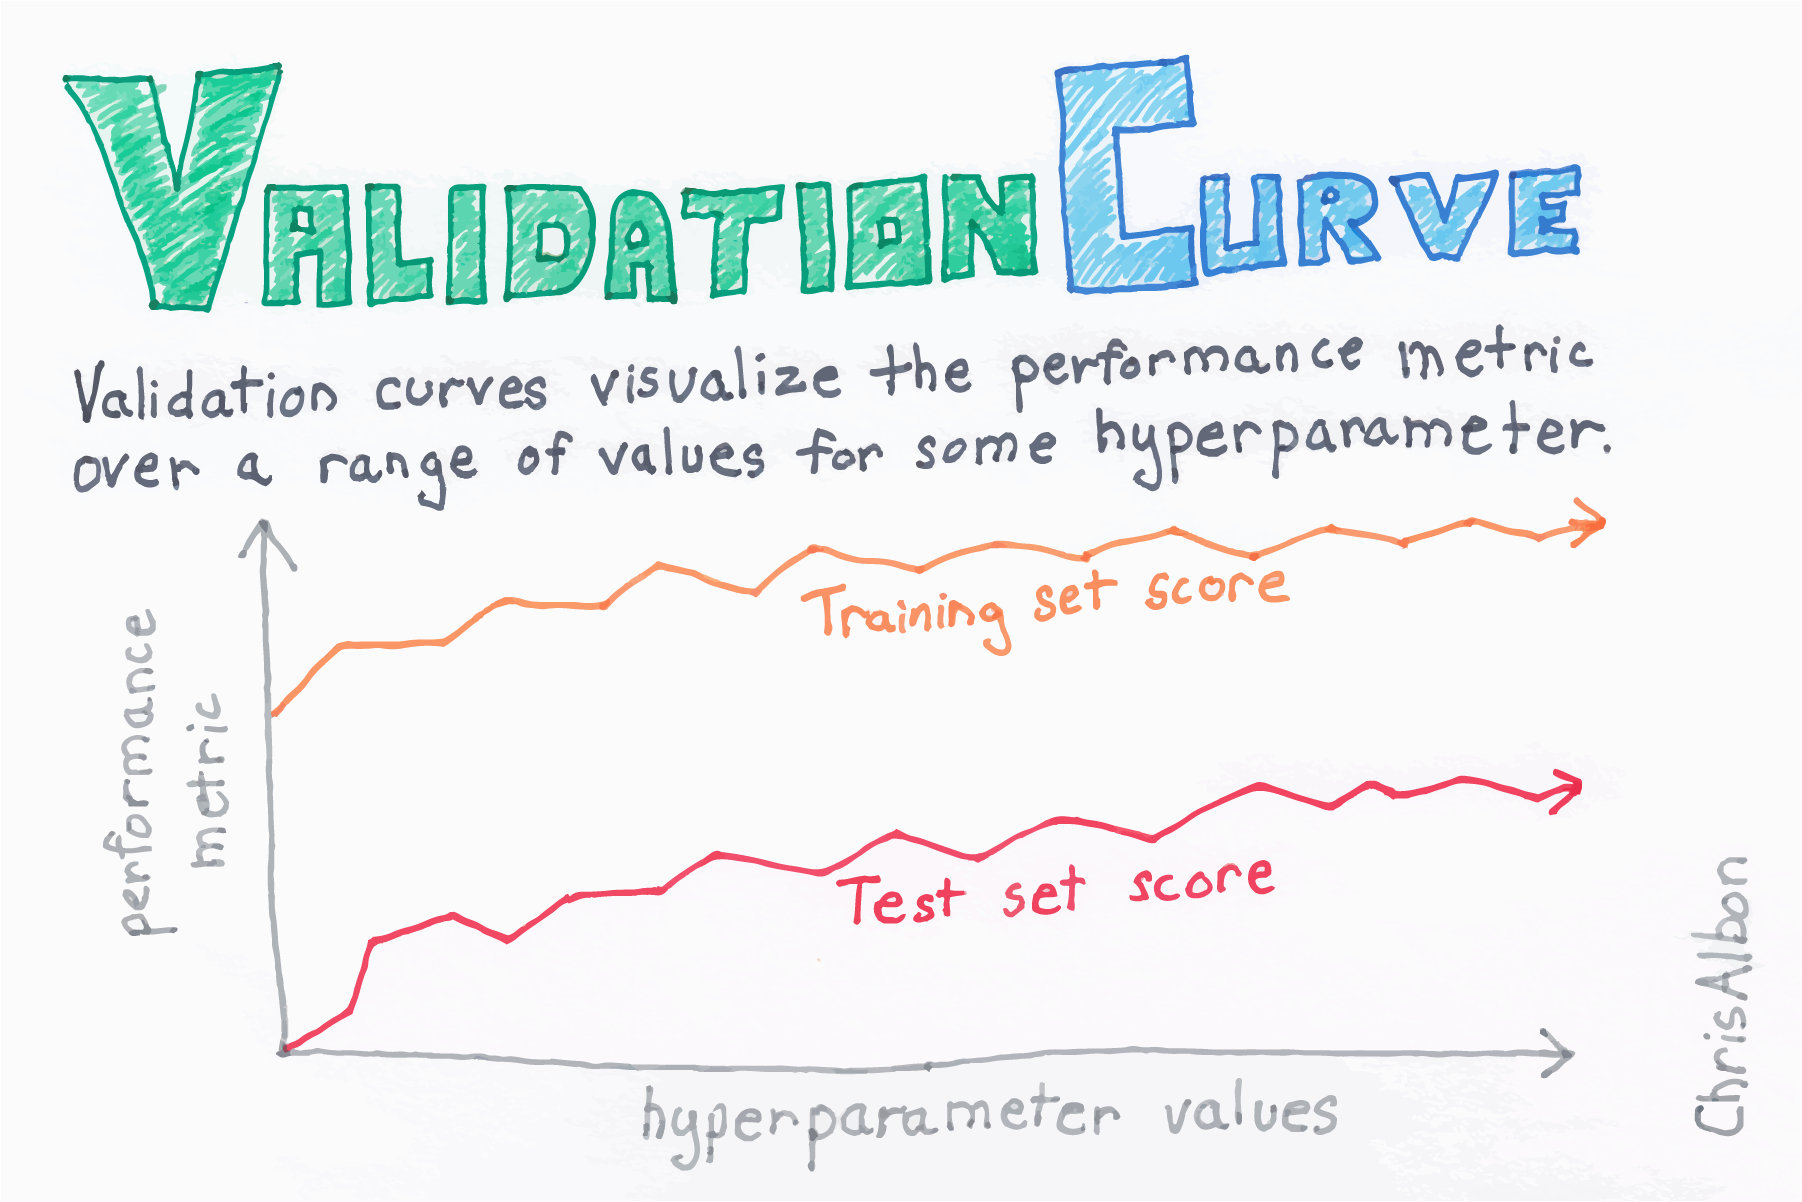 VALIDATION CURVE
Validation curves visualize the performance metric
over a range of values for some hyperparameter.
performance
metric
Training set score
Test set score
hyperparameter values
ChrisAlbon